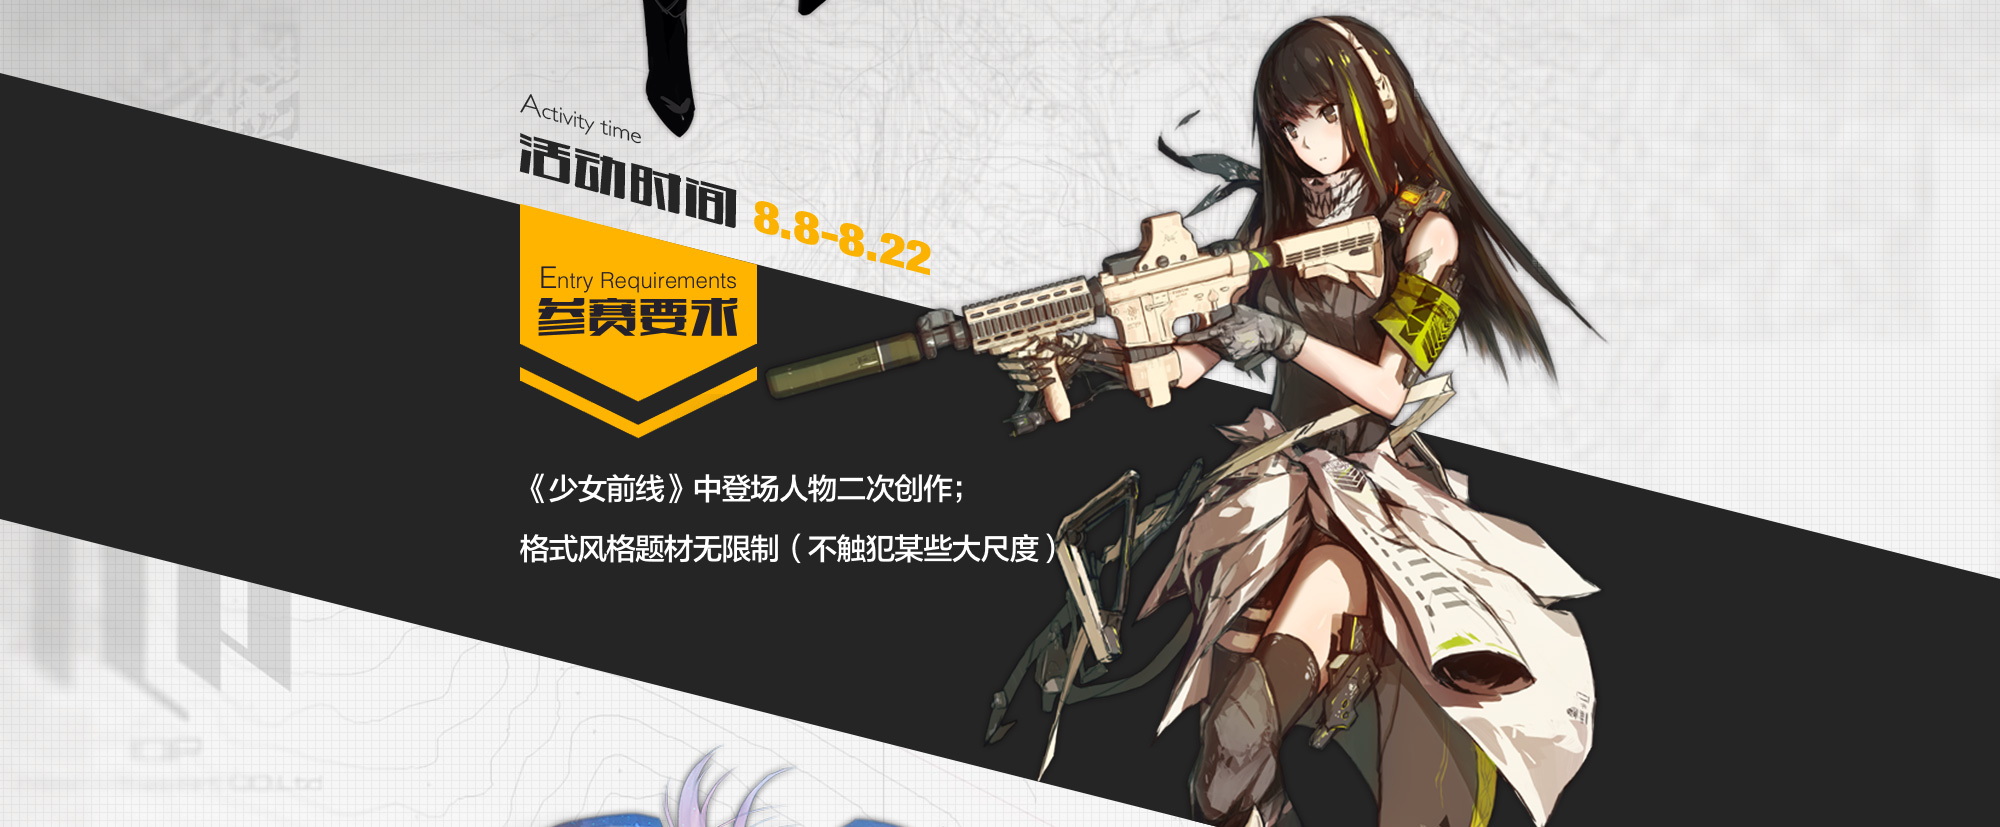 Activity time
活动时间 8.8-8.22
Entry Requirements
参赛要求
《少女前线》中登场人物二次创作；
格式风格题材无限制（不触犯某些大尺度）